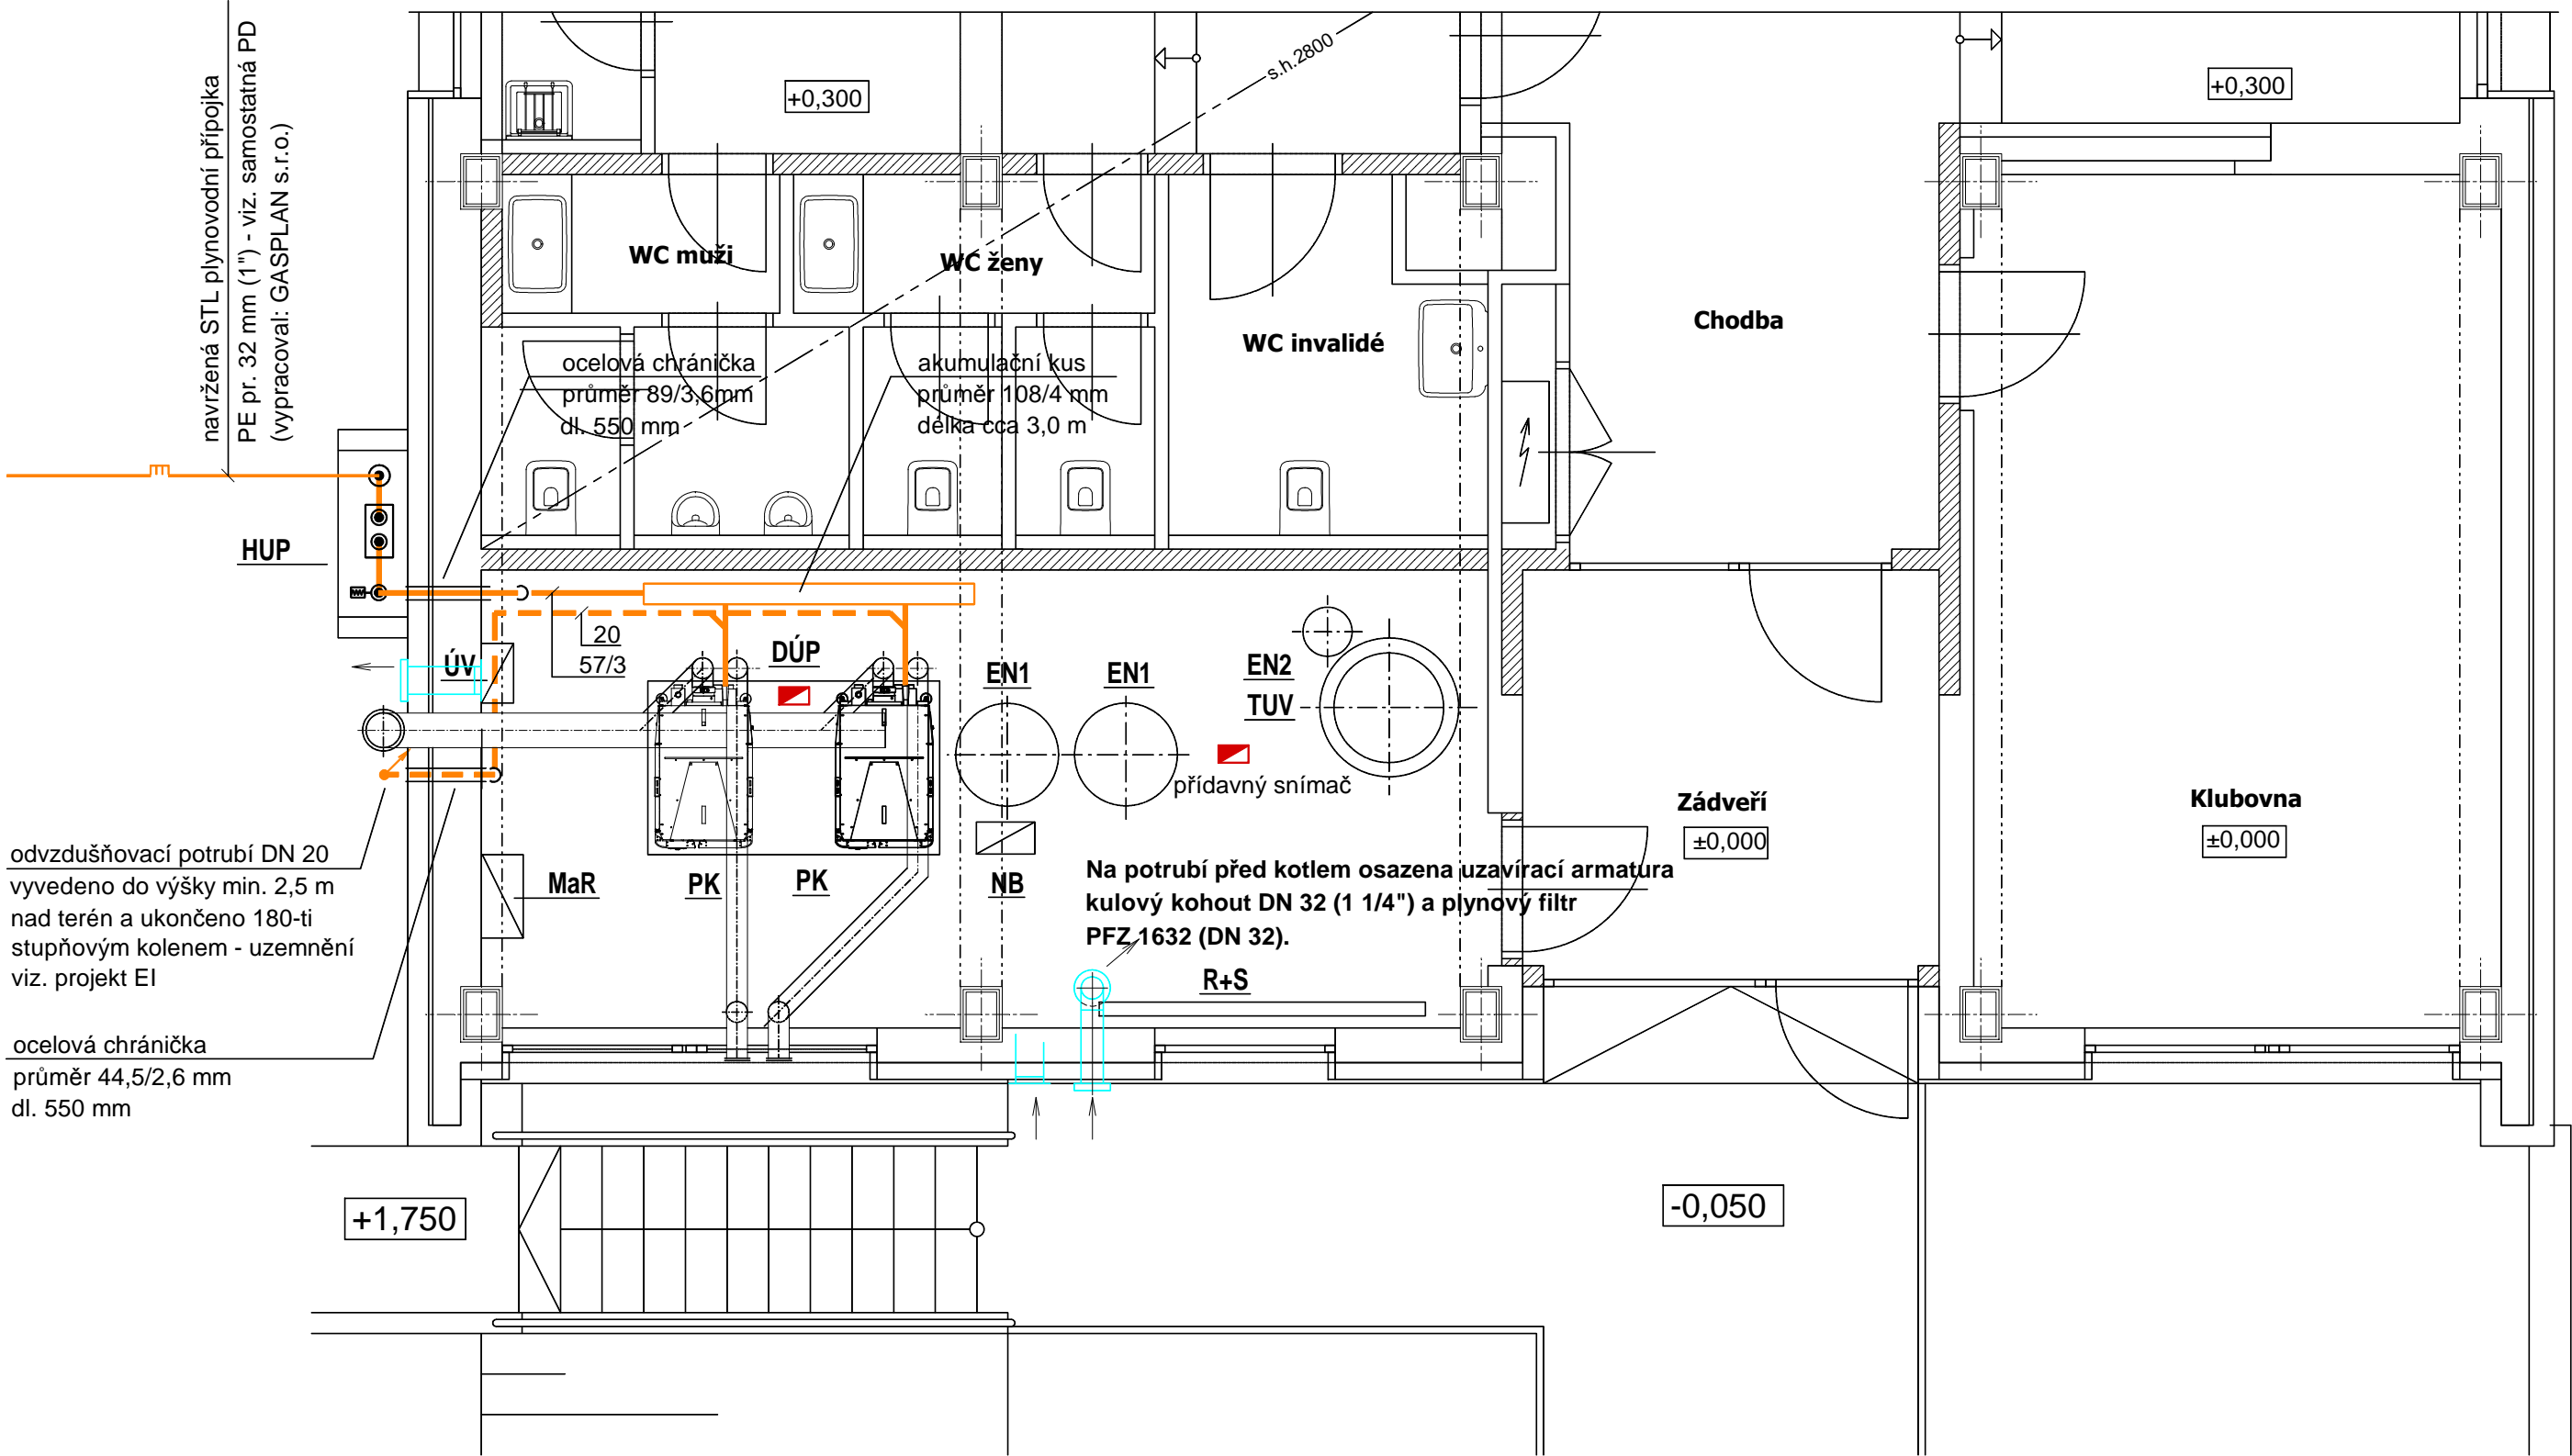 navržená STL plynovodní přípojka
PE pr. 32 mm (1") - viz. samostatná PD
(vypracoval: GASPLAN s.r.o.)
+0,300
s.h.2800
+0,300
WC muži
WC ženy
WC invalidé
Chodba
ocelová chránička
průměr 89/3,6mm
dl. 550 mm
akumulační kus
průměr 108/4 mm
délka cca 3,0 m
HUP
20
57/3
ÚV
DÚP
EN1
EN1
EN2
TUV
přídavný snímač
Zádveří
±0,000
Klubovna
±0,000
odvzdušňovací potrubí DN 20
vyvedeno do výšky min. 2,5 m
nad terén a ukončeno 180-ti
stupňovým kolenem - uzemnění
viz. projekt EI
MaR
PK
PK
NB
Na potrubí před kotlem osazena uzavírací armatura
kulový kohout DN 32 (1 1/4") a plynový filtr
PFZ 1632 (DN 32).
R+S
ocelová chránička
průměr 44,5/2,6 mm
dl. 550 mm
+1,750
-0,050